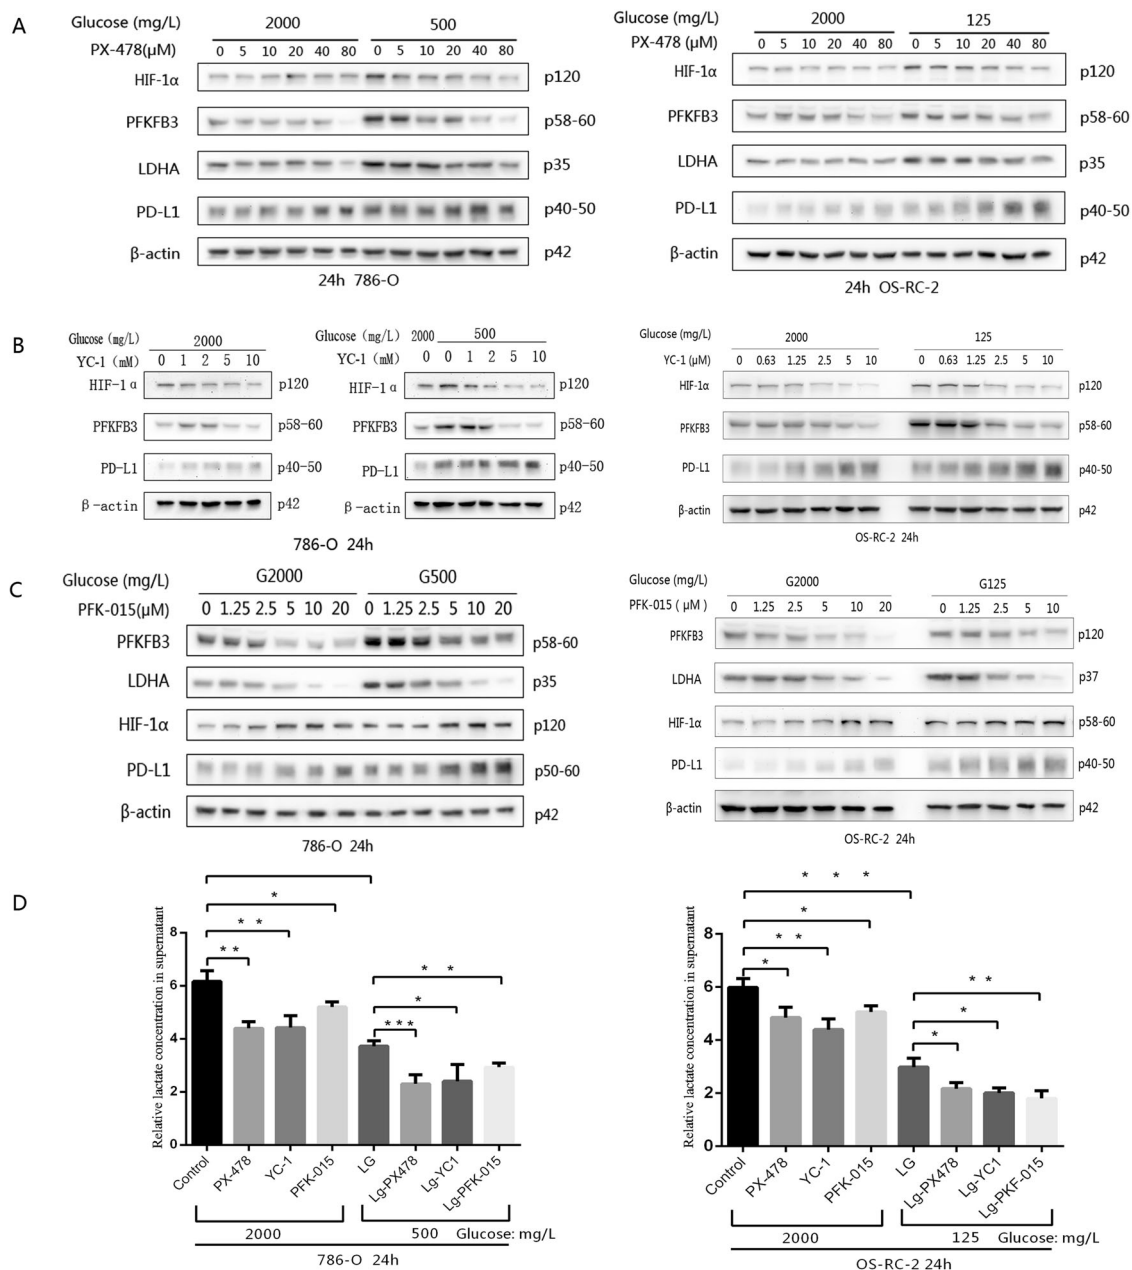 A
Glucose (mg/L) 2000 500
PX-478(μM) 0 5 10 20 40 80 0 5 10 20 40 80
HIF-1α p120
PFKFB3 p58-60
LDHA p35
PD-L1 p40-50
β-actin p42
24h 786-O
Glucose (mg/L) 2000 125
PX-478 (μM) 0 5 10 20 40 80 0 5 10 20 40 80
HIF-1α p120
PFKFB3 p58-60
LDHA p35
PD-L1 p40-50
β-actin p42
24h OS-RC-2
B
Glucose (mg/L) 2000
YC-1 (mM) 0 1 2 5 10
HIF-1α p120
PFKFB3 p58-60
PD-L1 p40-50
β-actin p42
Glucose (mg/L) 2000 500
YC-1 (mM) 0 0 1 2 5 10
HIF-1α p120
PFKFB3 p58-60
PD-L1 p40-50
β-actin p42
786-O 24h
Glucose (mg/L) 2000 125
YC-1 (μM) 0 0.63 1.25 2.5 5 10 0 0.63 1.25 2.5 5 10
HIF-1α p120
PFKFB3 p58-60
PD-L1 p40-50
β-actin p42
OS-RC-2 24h
C
Glucose (mg/L) G2000 G500
PFK-015(μM) 0 1.25 2.5 5 10 20 0 1.25 2.5 5 10 20
PFKFB3 p58-60
LDHA p35
HIF-1α p120
PD-L1 p50-60
β-actin p42
786-O 24h
Glucose (mg/L) G2000 G125
PFK-015 ( μM ) 0 1.25 2.5 5 10 20 0 1.25 2.5 5 10
PFKFB3 p120
LDHA p37
HIF-1α p58-60
PD-L1 p40-50
β-actin p42
OS-RC-2 24h
D
Relative lactate concentration in supernatant
8
6
4
2
0
*
* *
* *
* *
*
***
Control PX-478 YC-1 PFK-015 LG Lg-PX478 Lg-YC1 Lg-PFK-015
2000 500 Glucose: mg/L
786-O 24h
Relative lactate concentration in supernatant
8
6
4
2
0
* * *
*
* *
*
* *
*
*
Control PX-478 YC-1 PFK-015 LG Lg-PX478 Lg-YC1 Lg-PKF-015
2000 125 Glucose: mg/L
OS-RC-2 24h